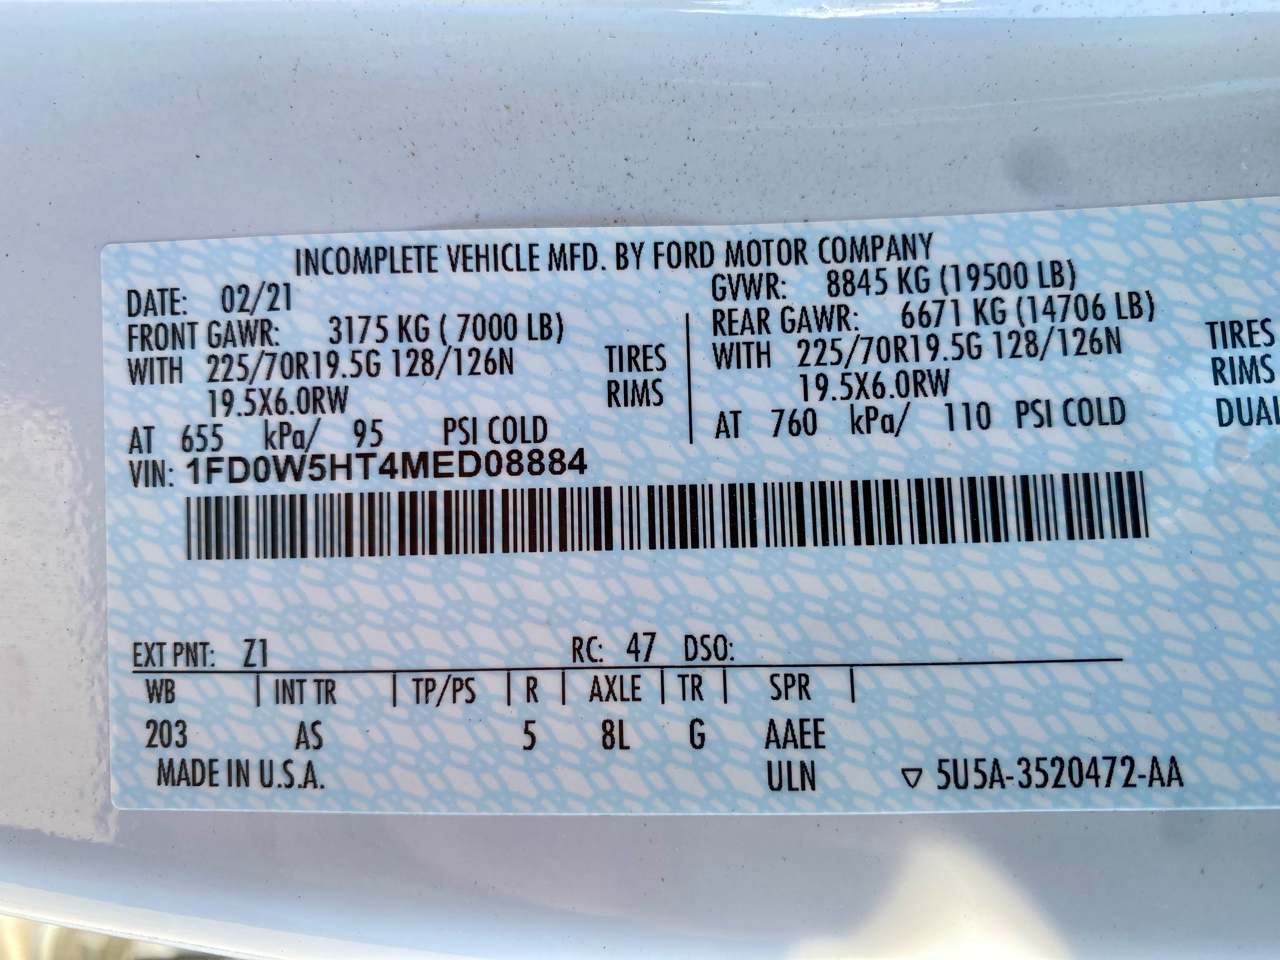 INCOMPLETE VEHICLE MFD. BY FORD MOTOR COMPANY
DATE: 02/21 GVWR: 8845 KG (19500 LB)
FRONT GAWR: 3175 KG ( 7000 LB) REAR GAWR: 6671 KG (14706 LB)
WITH 225/70R19.5G 128/126N TIRES WITH 225/70R19.5G 128/126N TIRES
19.5X6.0RW RIMS 19.5X6.0RW RIMS
AT 655 kPa/ 95 PSI COLD AT 760 kPa/ 110 PSI COLD DUAL
VIN: 1FD0W5HT4MED08884
EXT PNT: Z1 RC: 47 DSO:
WB | INT TR | TP/PS | R | AXLE | TR | SPR |
203 AS 5 8L G AAEE
MADE IN U.S.A. ULN ▽ 5U5A-3520472-AA